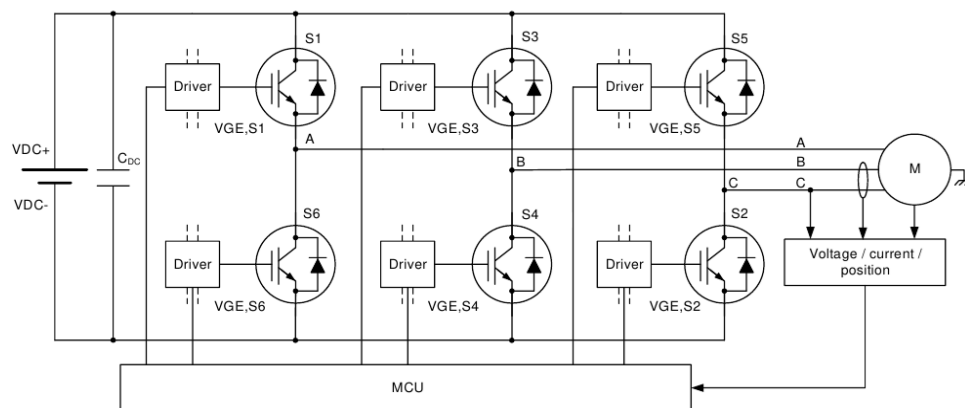 S1
S3
S5
Driver
Driver
Driver
VGE,S1
VGE,S3
VGE,S5
A
A
VDC+
CDC
B
B
M
C
C
VDC-
S6
S4
S2
Driver
Driver
Driver
Voltage / current /
position
VGE,S6
VGE,S4
VGE,S2
MCU